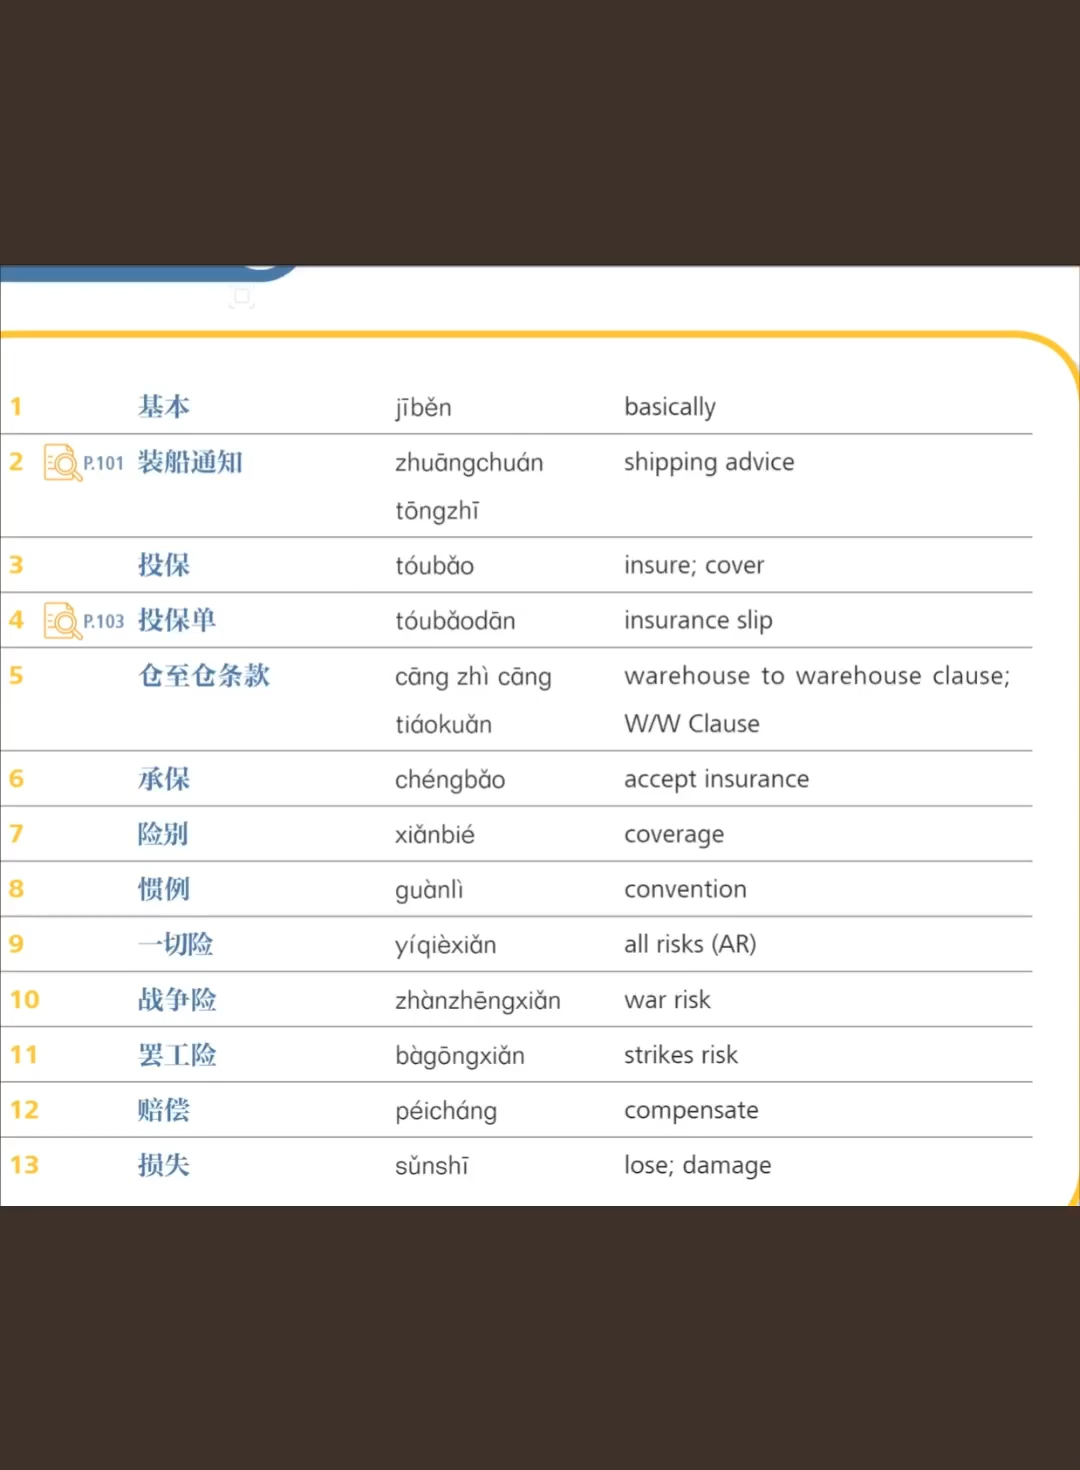 1 基本 jīběn basically
2 P.101 装船通知 zhuāngchuán shipping advice
tōngzhī
3 投保 tóubǎo insure; cover
4 P.103 投保单 tóubǎodān insurance slip
5 仓至仓条款 cāng zhì cāng warehouse to warehouse clause;
tiáokuǎn W/W Clause
6 承保 chéngbǎo accept insurance
7 险别 xiǎnbié coverage
8 惯例 guànlì convention
9 一切险 yíqièxiǎn all risks (AR)
10 战争险 zhànzhēngxiǎn war risk
11 罢工险 bàgōngxiǎn strikes risk
12 赔偿 péicháng compensate
13 损失 sǔnshī lose; damage